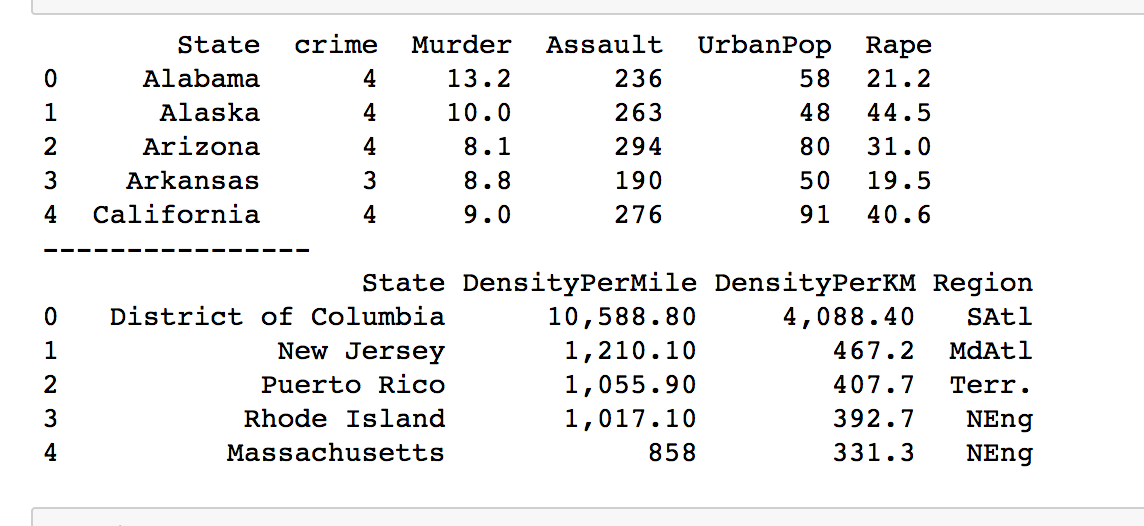 State crime Murder Assault UrbanPop Rape
0 Alabama 4 13.2 236 58 21.2
1 Alaska 4 10.0 263 48 44.5
2 Arizona 4 8.1 294 80 31.0
3 Arkansas 3 8.8 190 50 19.5
4 California 4 9.0 276 91 40.6
----------------
State DensityPerMile DensityPerKM Region
0 District of Columbia 10,588.80 4,088.40 SAtl
1 New Jersey 1,210.10 467.2 MdAtl
2 Puerto Rico 1,055.90 407.7 Terr.
3 Rhode Island 1,017.10 392.7 NEng
4 Massachusetts 858 331.3 NEng